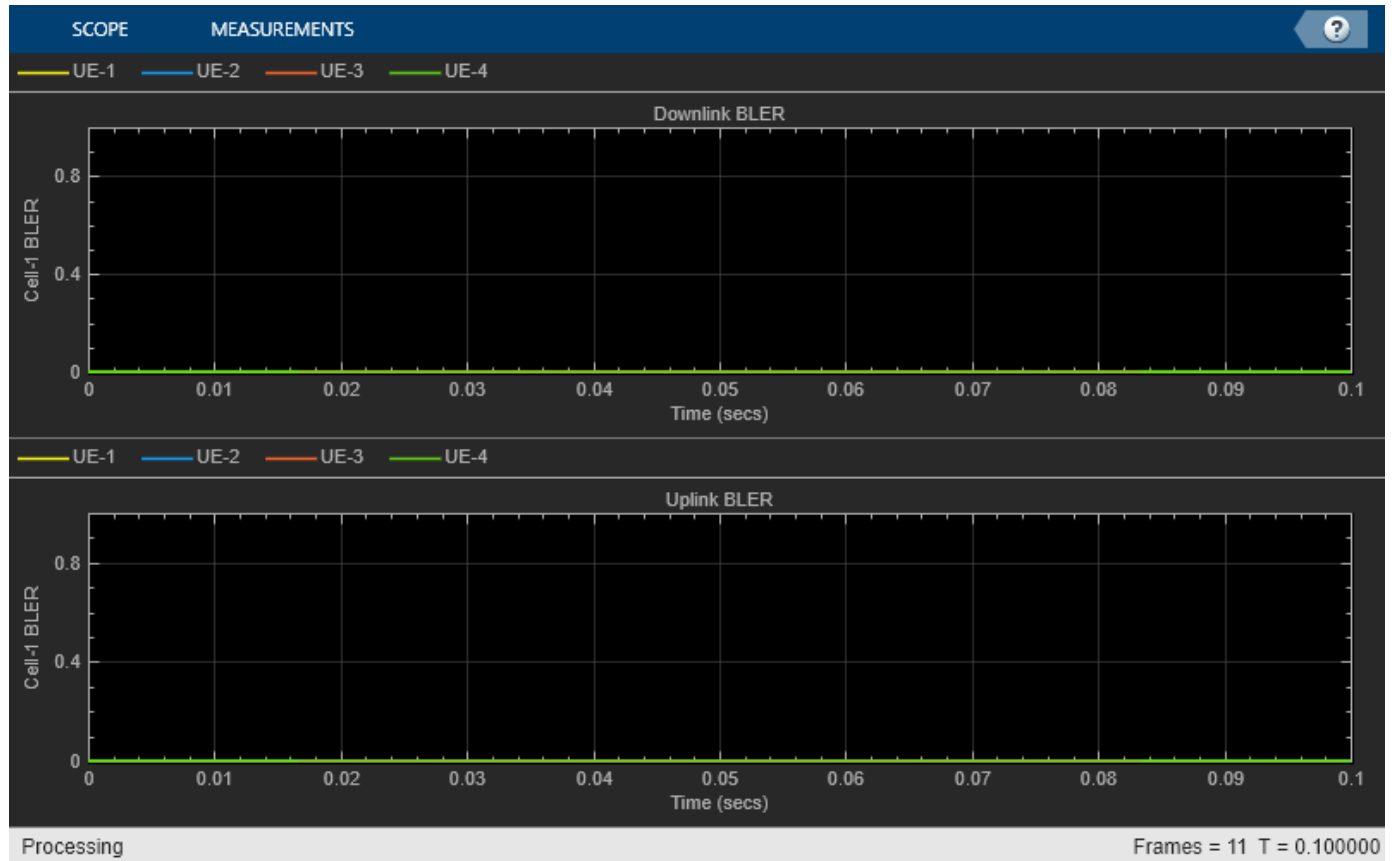 SCOPE MEASUREMENTS ?
UE-1 UE-2 UE-3 UE-4
Downlink BLER
Cell-1 BLER
0.8
0.4
0
0 0.01 0.02 0.03 0.04 0.05 0.06 0.07 0.08 0.09 0.1
Time (secs)
UE-1 UE-2 UE-3 UE-4
Uplink BLER
Cell-1 BLER
0.8
0.4
0
0 0.01 0.02 0.03 0.04 0.05 0.06 0.07 0.08 0.09 0.1
Time (secs)
Processing Frames = 11 T = 0.100000